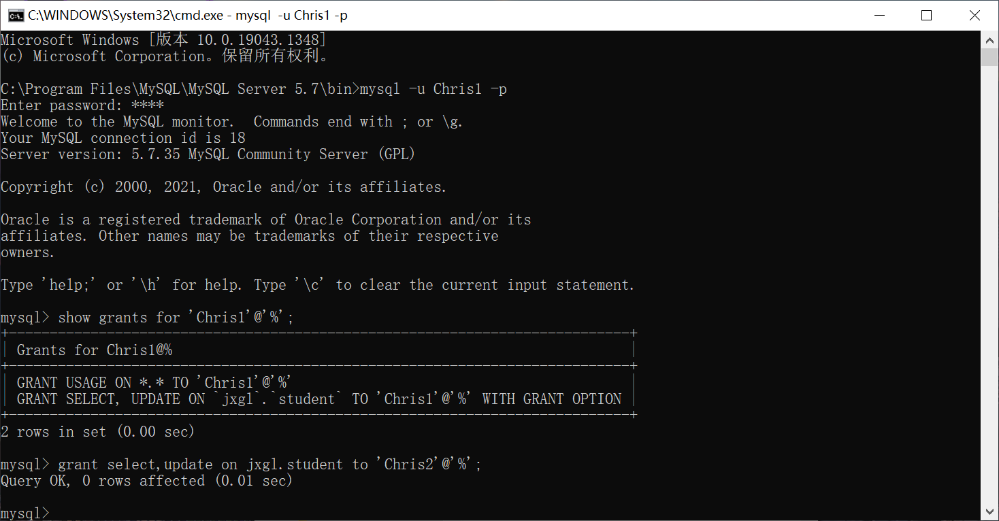 C:\WINDOWS\System32\cmd.exe - mysql  -u Chris1 -p
Microsoft Windows [版本 10.0.19043.1348]
(c) Microsoft Corporation。保留所有权利。
C:\Program Files\MySQL\MySQL Server 5.7\bin>mysql -u Chris1 -p
Enter password: ****
Welcome to the MySQL monitor.  Commands end with ; or \g.
Your MySQL connection id is 18
Server version: 5.7.35 MySQL Community Server (GPL)
Copyright (c) 2000, 2021, Oracle and/or its affiliates.
Oracle is a registered trademark of Oracle Corporation and/or its
affiliates. Other names may be trademarks of their respective
owners.
Type 'help;' or '\h' for help. Type '\c' to clear the current input statement.
mysql> show grants for 'Chris1'@'%';
+----------------------------------------------------------------------------+
| Grants for Chris1@%                                                        |
+----------------------------------------------------------------------------+
| GRANT USAGE ON *.* TO 'Chris1'@'%'                                         |
| GRANT SELECT, UPDATE ON `jxgl`.`student` TO 'Chris1'@'%' WITH GRANT OPTION |
+----------------------------------------------------------------------------+
2 rows in set (0.00 sec)
mysql> grant select,update on jxgl.student to 'Chris2'@'%';
Query OK, 0 rows affected (0.01 sec)
mysql>